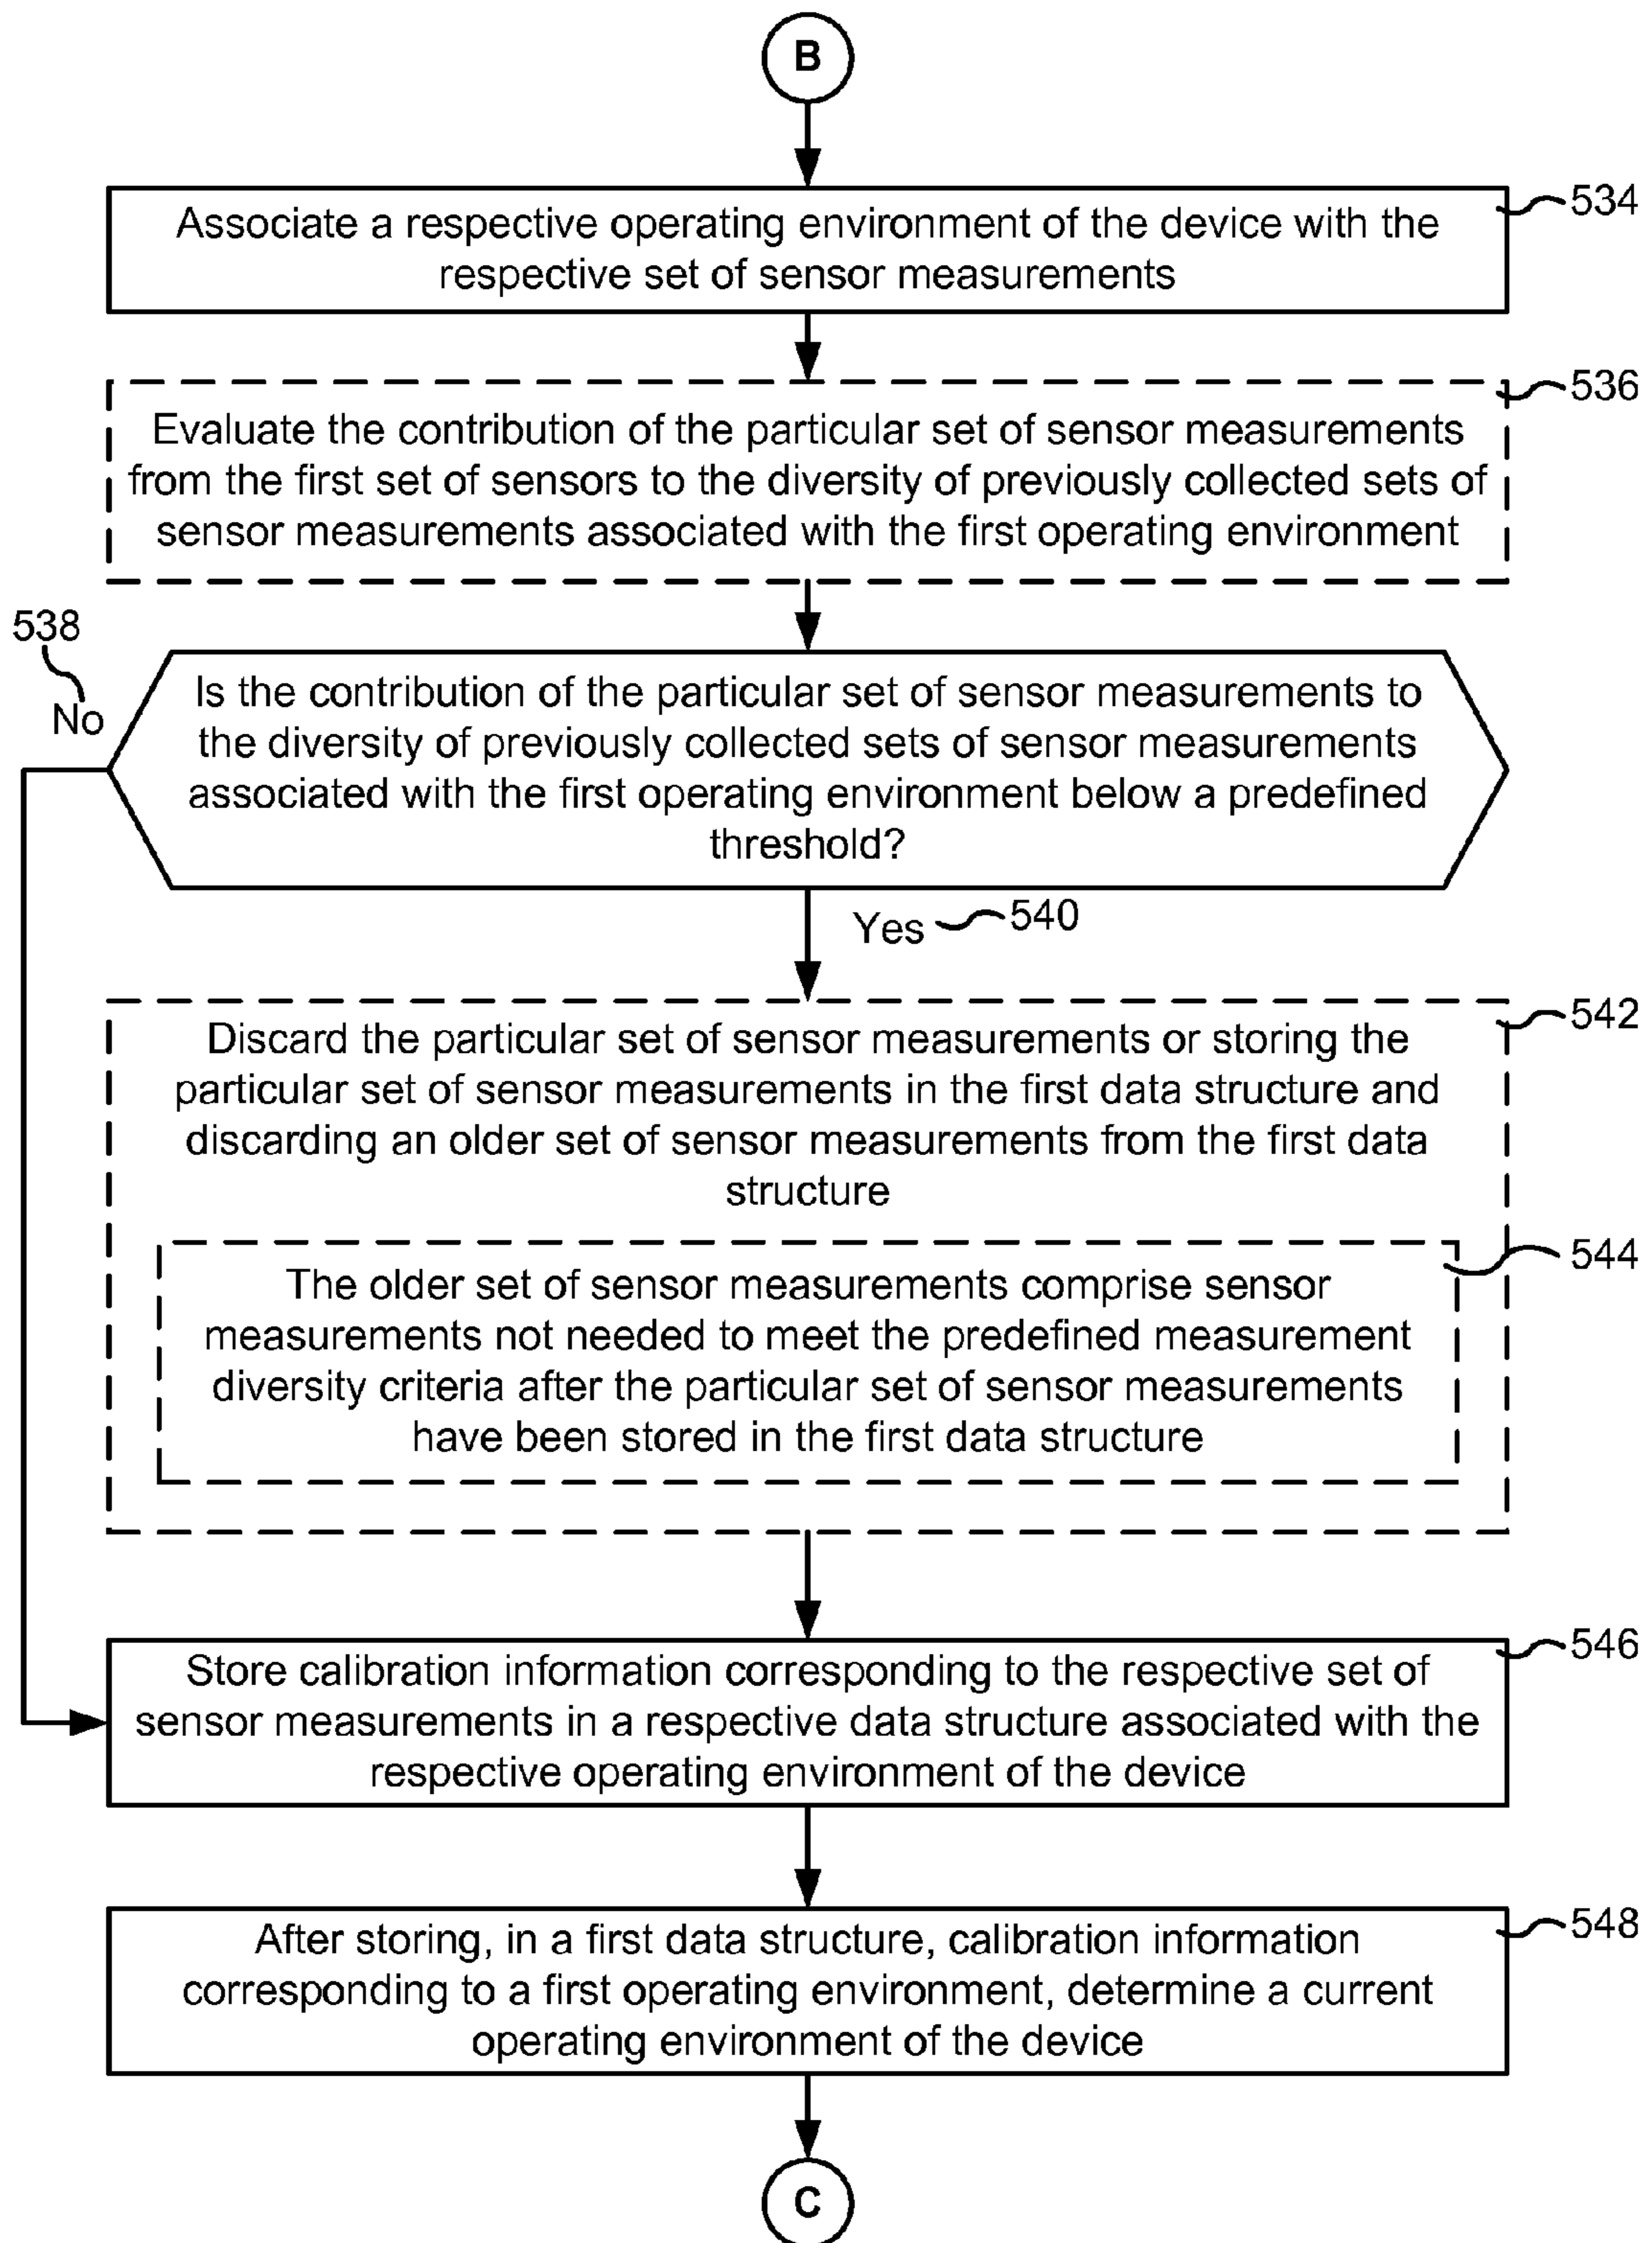 B
534
Associate a respective operating environment of the device with the
respective set of sensor measurements
536
Evaluate the contribution of the particular set of sensor measurements
from the first set of sensors to the diversity of previously collected sets of
sensor measurements associated with the first operating environment
538
No
Is the contribution of the particular set of sensor measurements to
the diversity of previously collected sets of sensor measurements
associated with the first operating environment below a predefined
threshold?
Yes
540
542
Discard the particular set of sensor measurements or storing the
particular set of sensor measurements in the first data structure and
discarding an older set of sensor measurements from the first data
structure
544
The older set of sensor measurements comprise sensor
measurements not needed to meet the predefined measurement
diversity criteria after the particular set of sensor measurements
have been stored in the first data structure
546
Store calibration information corresponding to the respective set of
sensor measurements in a respective data structure associated with the
respective operating environment of the device
548
After storing, in a first data structure, calibration information
corresponding to a first operating environment, determine a current
operating environment of the device
C